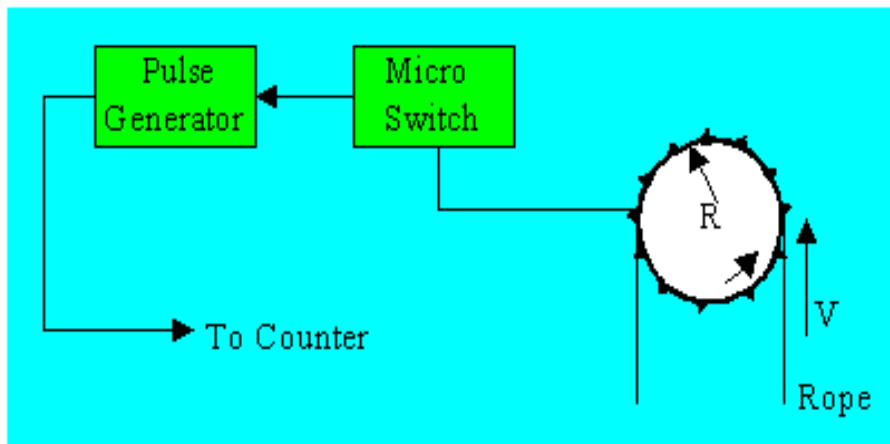 Pulse
Generator
Micro
Switch
R
V
To Counter
Rope